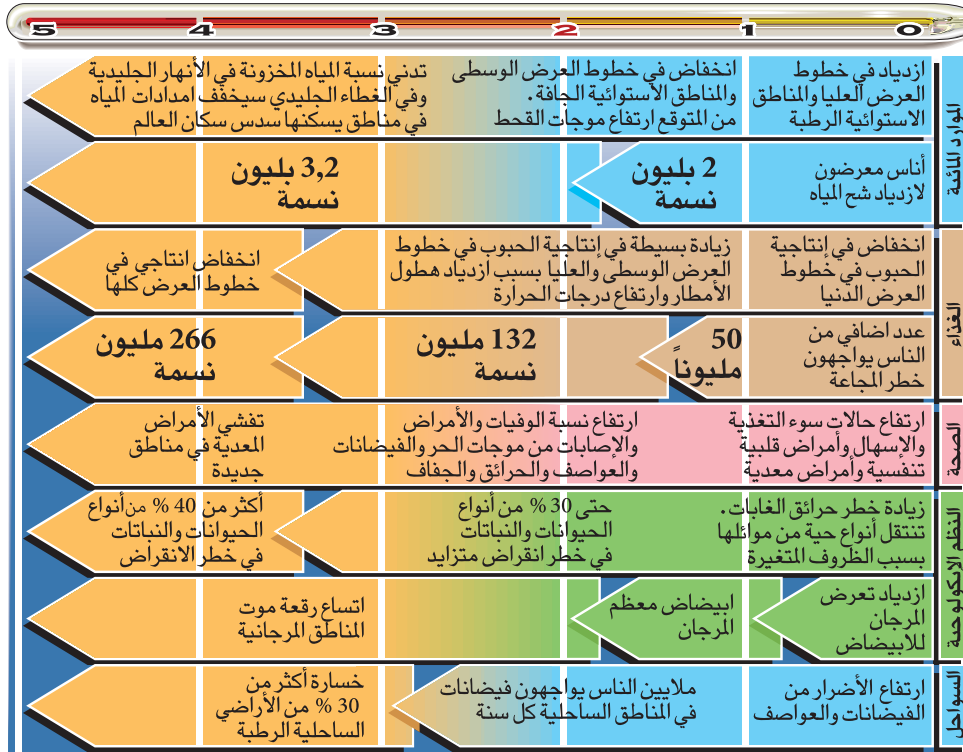 5 4 3 2 1 0
الموارد المائية
ازدياد في خطوط
العرض العليا والمناطق
الاستوائية الرطبة
انخفاض في خطوط العرض الوسطى
والمناطق الأستوائية الجافة.
من المتوقع ارتفاع موجات القحط
تدني نسبة المياه المخزونة في الأنهار الجليدية
وفي الغطاء الجليدي سيخفف امدادات المياه
في مناطق يسكنها سدس سكان العالم
أناس معرضون
لازدياد شح المياه
2 بليون
نسمة
3,2 بليون
نسمة
الغذاء
انخفاض في إنتاجية
الحبوب في خطوط
العرض الدنيا
زيادة بسيطة في إنتاجية الحبوب في خطوط
العرض الوسطى والعليا بسبب ازدياد هطول
الأمطار وارتفاع درجات الحرارة
انخفاض انتاجي في
خطوط العرض كلها
عدد اضافي من
الناس يواجهون
خطر المجاعة
50
مليوناً
132 مليون
نسمة
266 مليون
نسمة
الصحة
ارتفاع حالات سوء التغذية
والإسهال وأمراض قلبية
تنفسية وأمراض معدية
ارتفاع نسبة الوفيات والأمراض
والإصابات من موجات الحر والفيضانات
والعواصف والحرائق والجفاف
تفشي الأمراض
المعدية في مناطق
جديدة
النظم الايكولوجية
زيادة خطر حرائق الغابات.
تنتقل أنواع حية من موائلها
بسبب الظروف المتغيرة
حتى 30 % من أنواع
الحيوانات والنباتات
في خطر انقراض متزايد
أكثر من 40 % من أنواع
الحيوانات والنباتات
في خطر الانقراض
ازدياد تعرض
المرجان
للابيضاض
ابيضاض معظم
المرجان
اتساع رقعة موت
المناطق المرجانية
السواحل
ارتفاع الأضرار من
الفيضانات والعواصف
ملايين الناس يواجهون فيضانات
في المناطق الساحلية كل سنة
خسارة أكثر من
30 % من الأراضي
الساحلية الرطبة